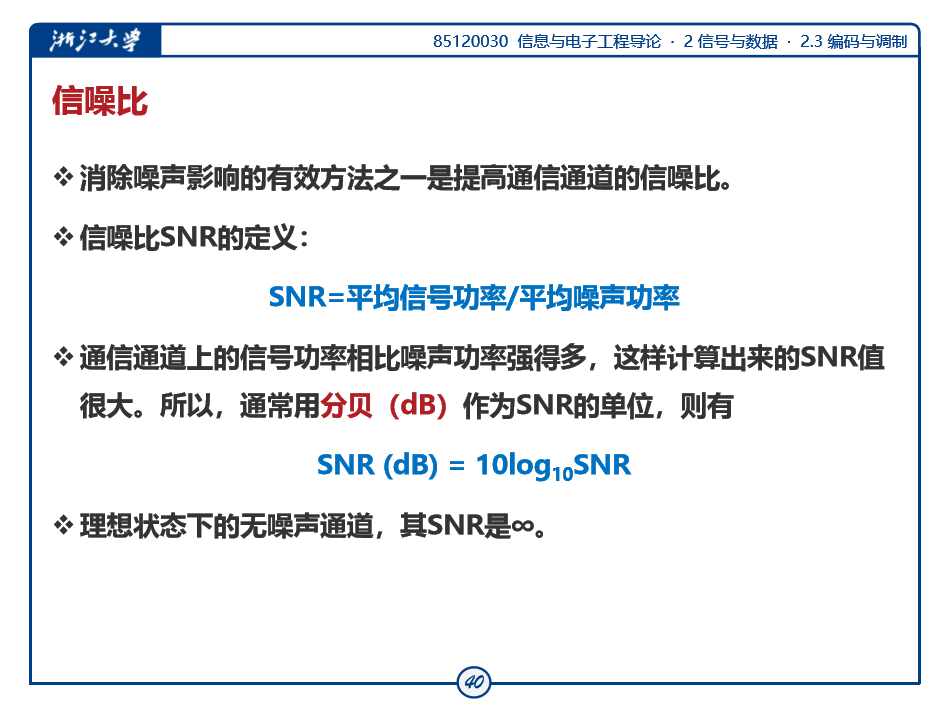 浙江大学
85120030 信息与电子工程导论 · 2 信号与数据 · 2.3 编码与调制
信噪比
❖ 消除噪声影响的有效方法之一是提高通信通道的信噪比。
❖ 信噪比SNR的定义：
SNR=平均信号功率/平均噪声功率
❖ 通信通道上的信号功率相比噪声功率强得多，这样计算出来的SNR值
很大。所以，通常用分贝（dB）作为SNR的单位，则有
SNR (dB) = 10log₁₀SNR
❖ 理想状态下的无噪声通道，其SNR是∞。
40